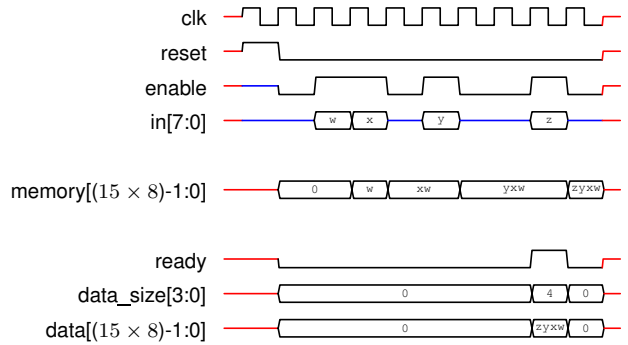 clk
reset
enable
in[7:0] w x y z
memory[(15 × 8)-1:0] 0 w xw yxw zyxw
ready
data_size[3:0] 0 4 0
data[(15 × 8)-1:0] 0 zyxw 0